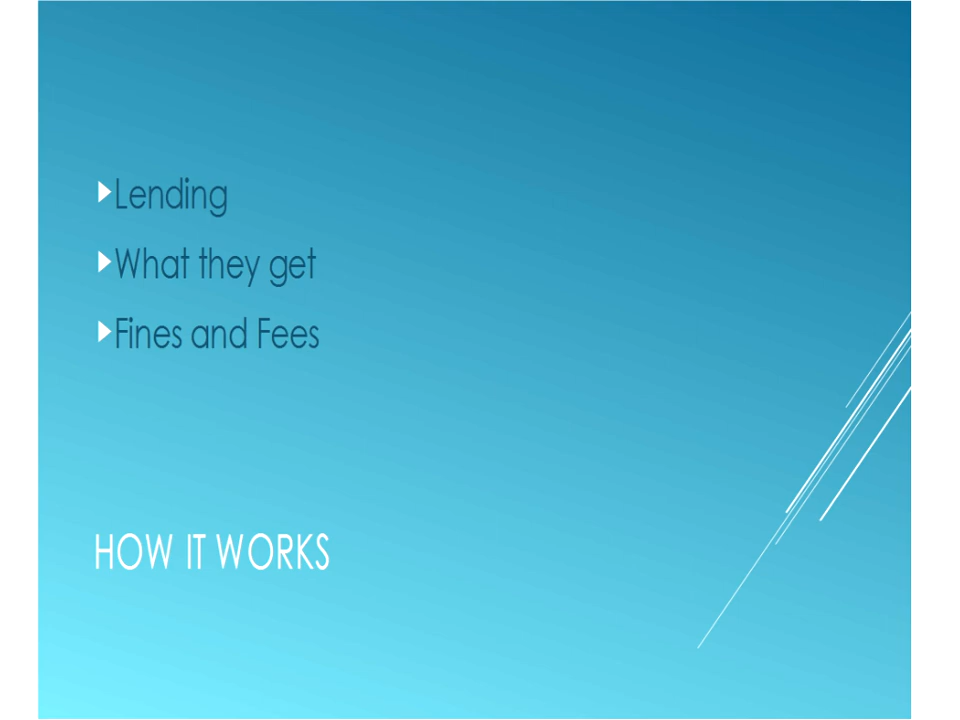 Lending
What they get
Fines and Fees
HOW IT WORKS